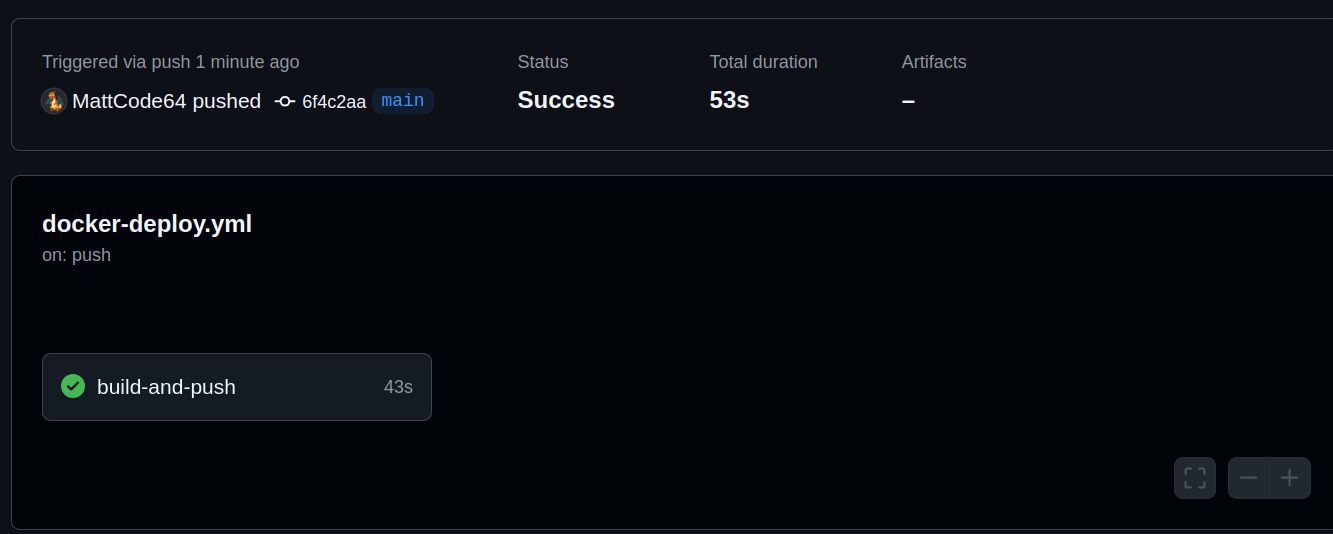 Triggered via push 1 minute ago
MattCode64 pushed 6f4c2aa main
Status
Success
Total duration
53s
Artifacts
–
docker-deploy.yml
on: push
build-and-push 43s